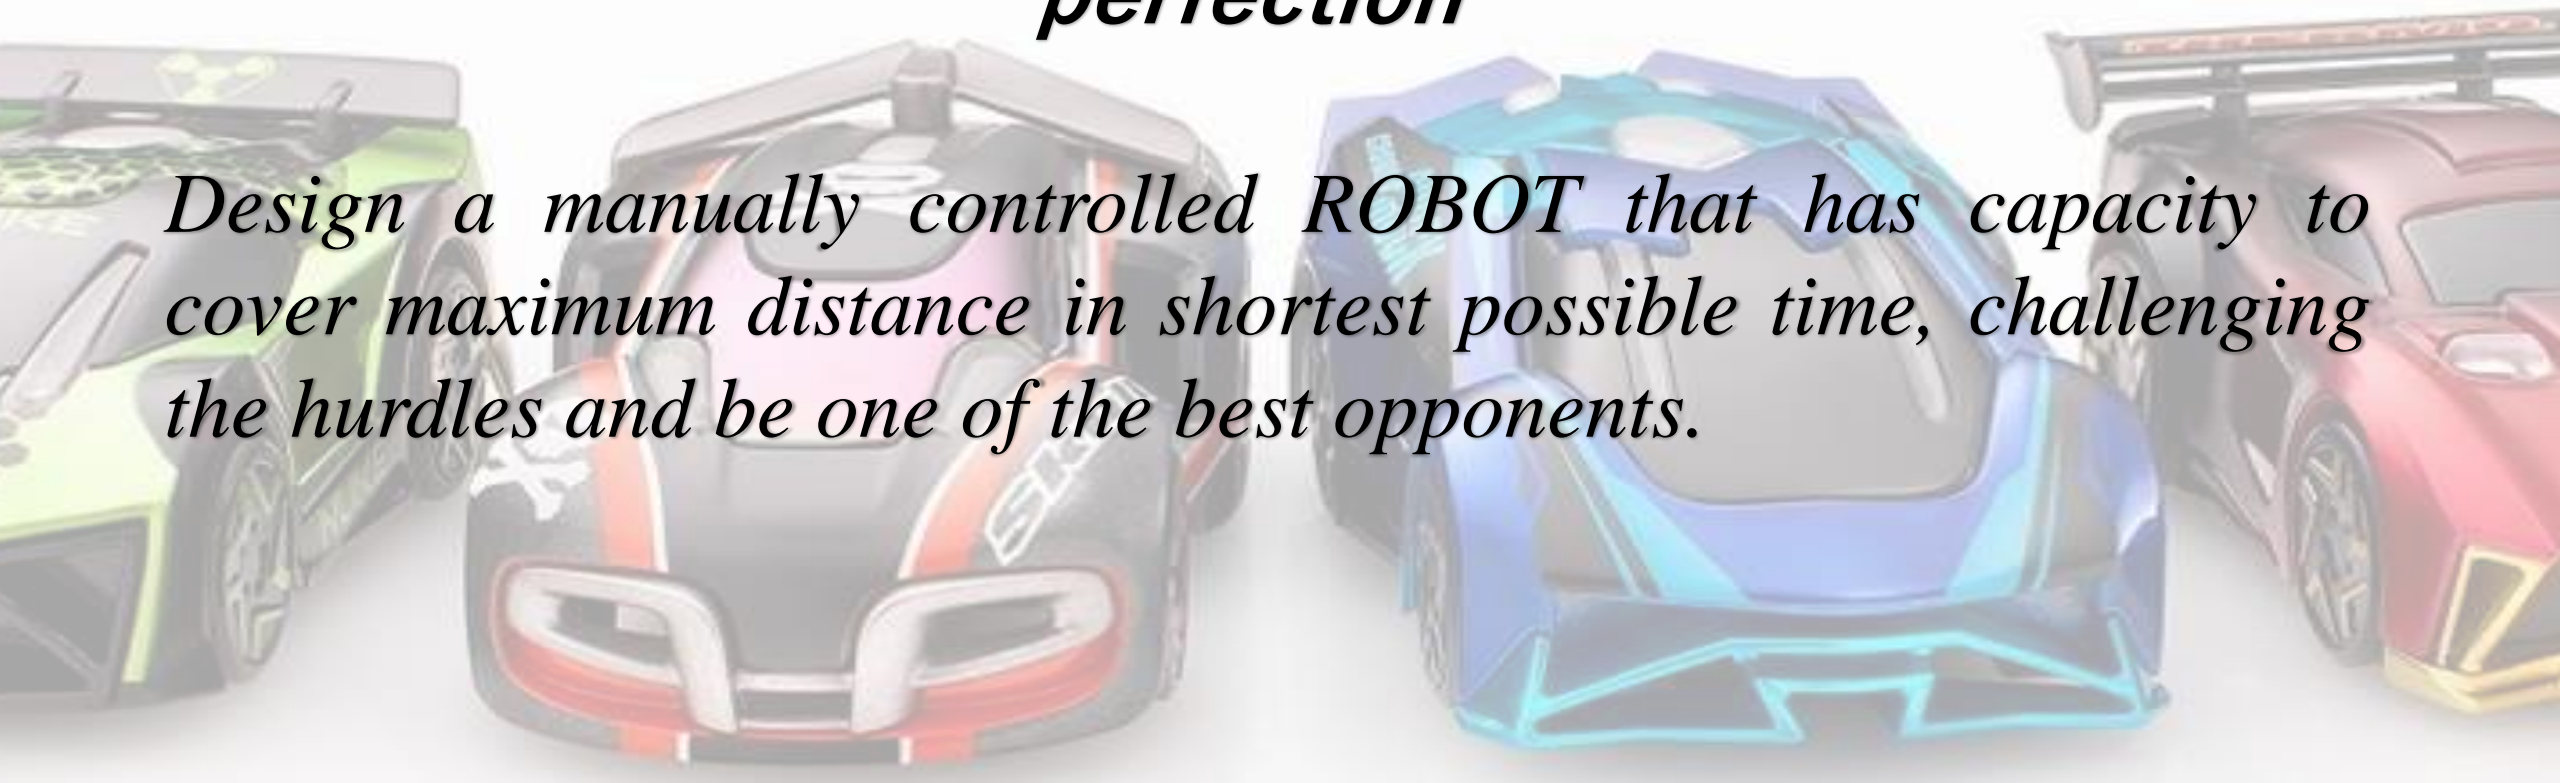 perfection
Design a manually controlled ROBOT that has capacity to
cover maximum distance in shortest possible time, challenging
the hurdles and be one of the best opponents.